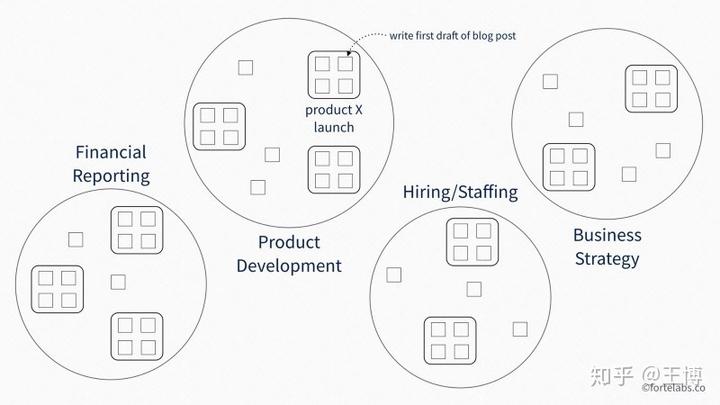 write first draft of blog post
product X
launch
Financial
Reporting
Hiring/Staffing
Product
Development
Business
Strategy
知乎 @王博
©fortelabs.co